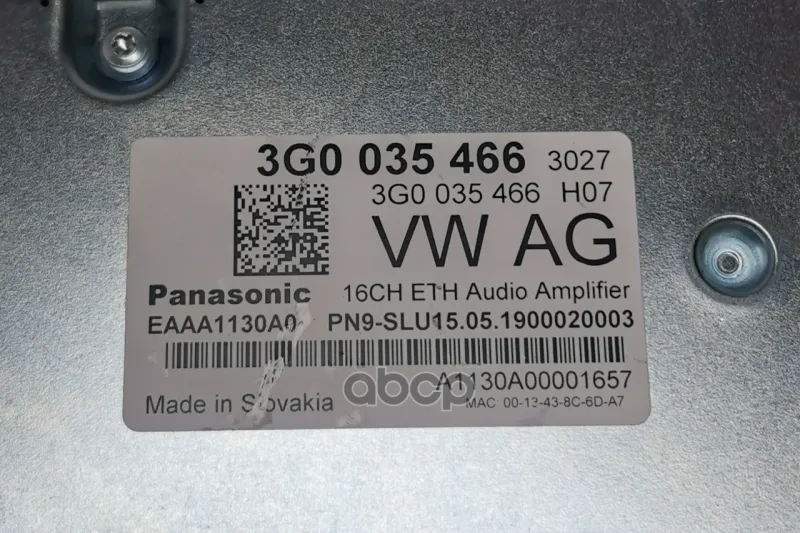 3G0 035 466 3027
3G0 035 466 H07
VW AG
Panasonic 16CH ETH Audio Amplifier
EAAA1130A0 PN9-SLU15.05.1900020003
A1130A00001657
abcp
Made in Slovakia MAC: 00-13-43-8C-6D-A7